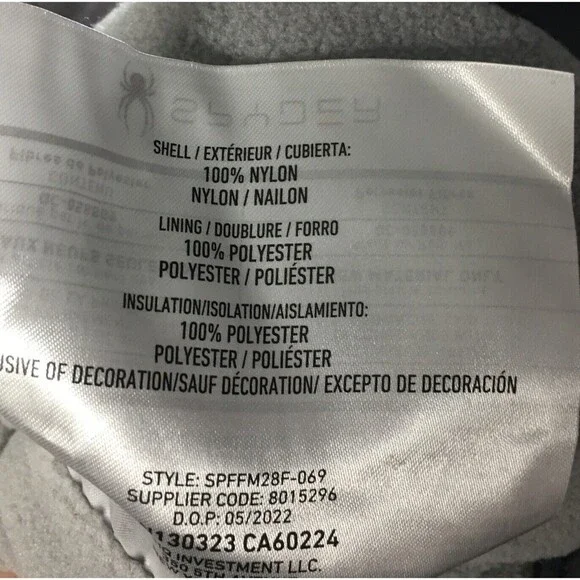 SPYDER
SHELL / EXTÉRIEUR / CUBIERTA:
100% NYLON
NYLON / NAILON
LINING / DOUBLURE / FORRO
100% POLYESTER
POLYESTER / POLIÉSTER
INSULATION/ISOLATION/AISLAMIENTO:
100% POLYESTER
POLYESTER / POLIÉSTER
USIVE OF DECORATION/SAUF DÉCORATION/ EXCEPTO DE DECORACIÓN
STYLE: SPFFM28F-069
SUPPLIER CODE: 8015296
D.O.P: 05/2022
130323 CA60224
INVESTMENT LLC.